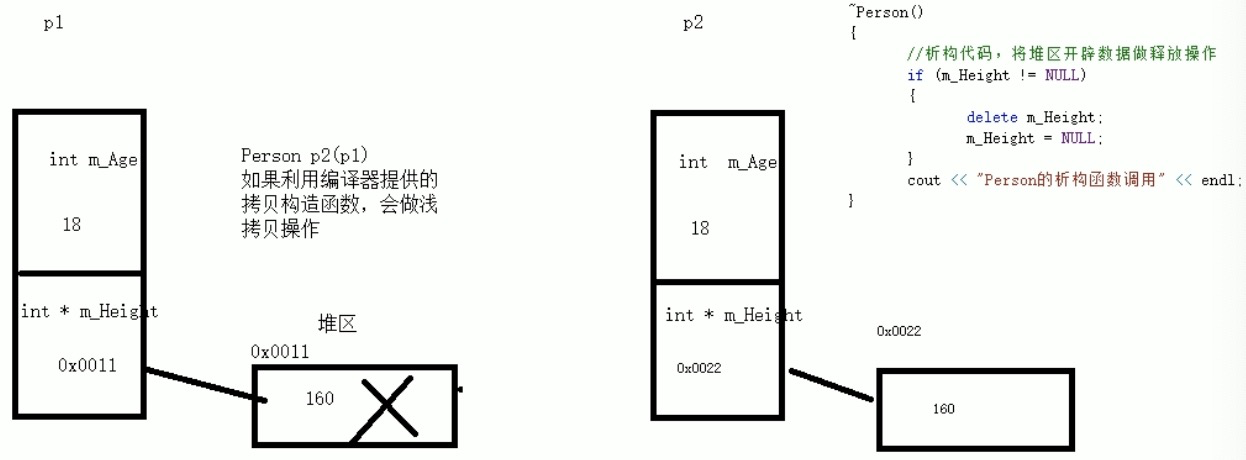 p1
int m_Age
18
int * m_Height
0x0011
Person p2(p1)
如果利用编译器提供的
拷贝构造函数，会做浅
拷贝操作
堆区
0x0011
160
p2
int m_Age
18
int * m_Height
0x0022
0x0022
160
~Person()
{
//析构代码，将堆区开辟数据做释放操作
if (m_Height != NULL)
{
delete m_Height;
m_Height = NULL;
}
cout << "Person的析构函数调用" << endl;
}